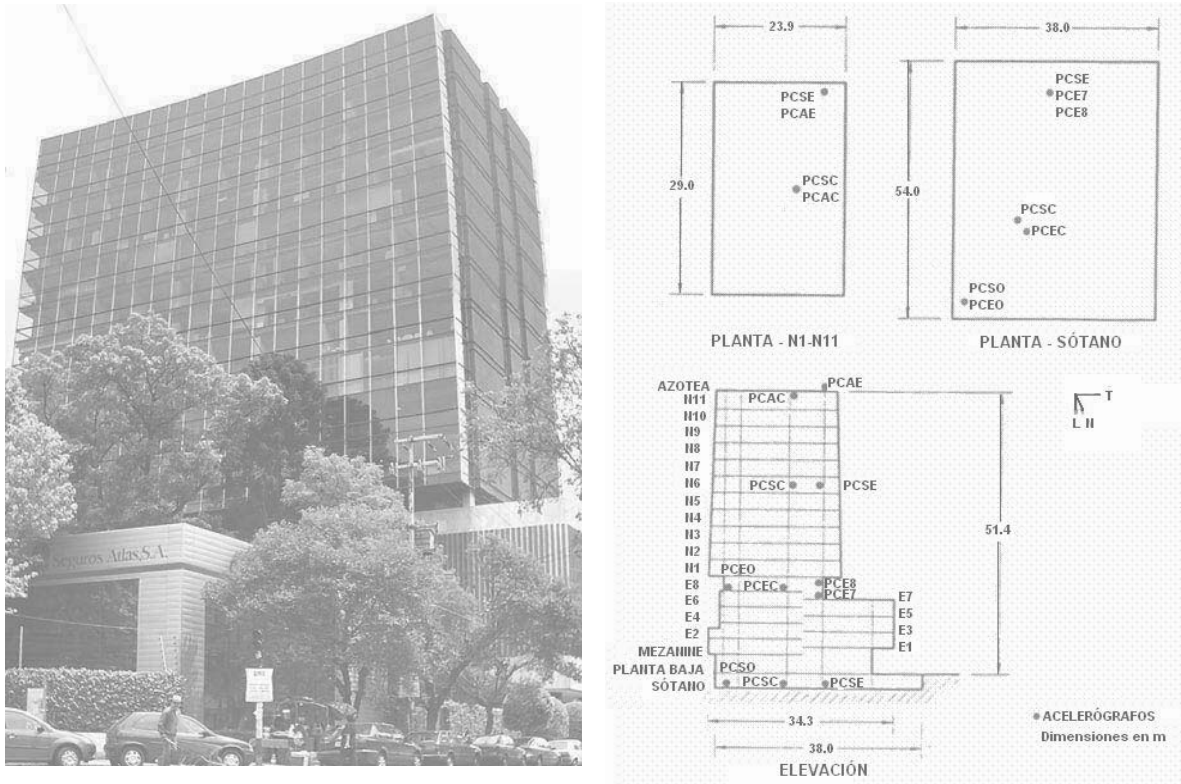 Atlas, S.A.
23.9
38.0
PCSE
PCAE
PCSE
PCE7
PCE8
29.0
PCSC
PCAC
54.0
PCSC
PCEC
PCSO
PCEO
PLANTA - N1-N11
PLANTA - SÓTANO
AZOTEA
PCAE
N11
PCAC
N10
N9
N8
N7
N6
PCSC
PCSE
N5
N4
N3
N2
N1
T
L N
51.4
PCEO
E8
PCEC
PCE8
PCE7
E7
E6
E5
E4
E3
E2
E1
MEZANINE
PLANTA BAJA
PCSO
SÓTANO
PCSC
PCSE
34.3
38.0
ACELERÓGRAFOS
Dimensiones en m
ELEVACIÓN